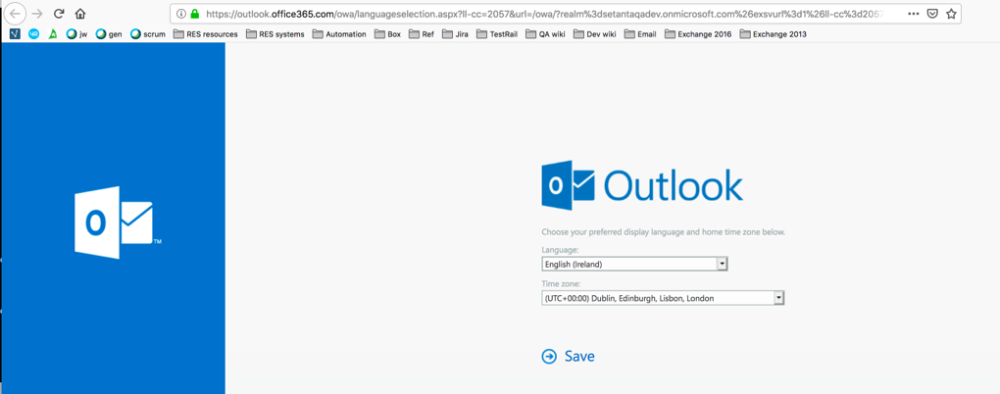 https://outlook.office365.com/owa/languageselection.aspx?ll-cc=2057&url=/owa/?realm%3dsetantaqadev.onmicrosoft.com%26exsvurl%3d1%26ll-cc%3d205
jw gen scrum RES resources RES systems Automation Box Ref Jira TestRail QA wiki Dev wiki Email Exchange 2016 Exchange 2013
O
TM
O Outlook
Choose your preferred display language and home time zone below.
Language:
English (Ireland)
Time zone:
(UTC+00:00) Dublin, Edinburgh, Lisbon, London
Save